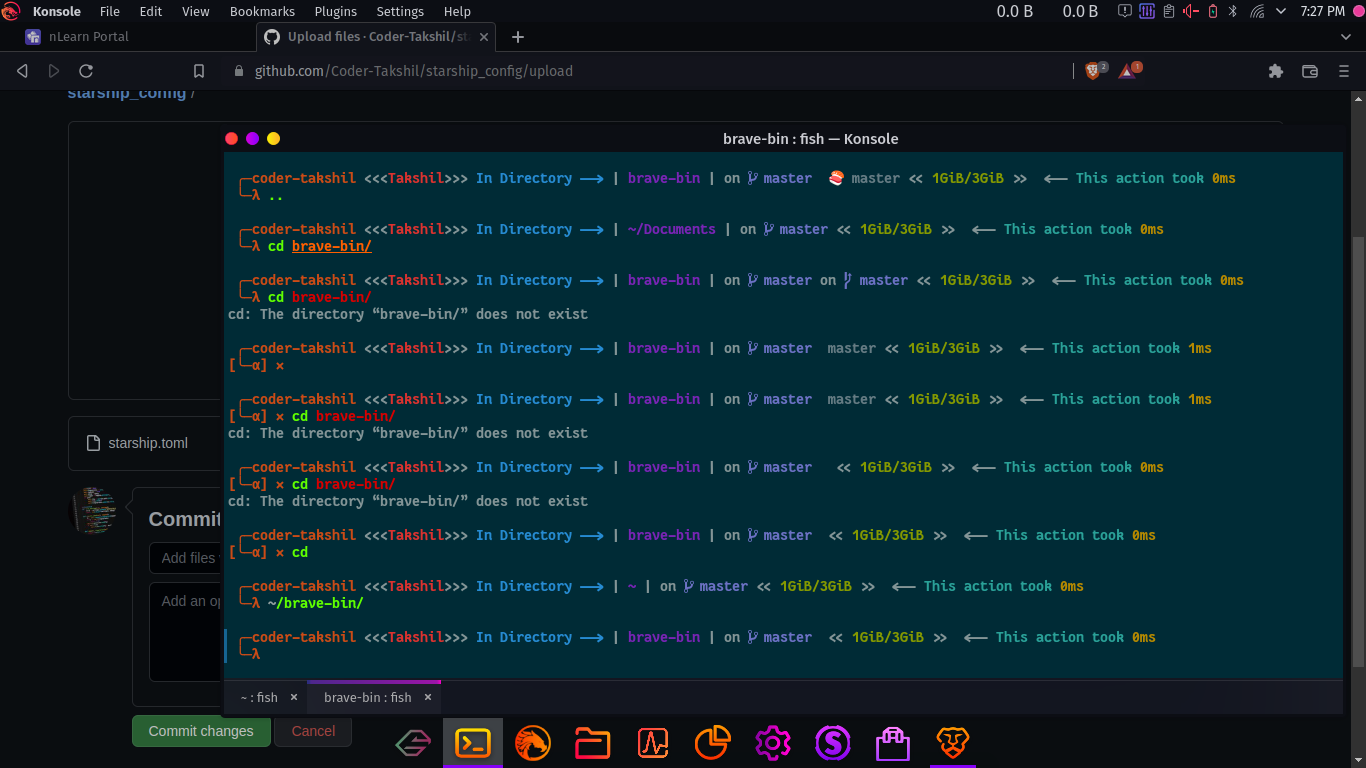 Konsole File Edit View Bookmarks Plugins Settings Help 0.0 B 0.0 B 7:27 PM
nLearn Portal Upload files · Coder-Takshil/sta
github.com/Coder-Takshil/starship_config/upload 2 1
starship_config /
brave-bin : fish — Konsole
coder-takshil <<<Takshil>>> In Directory ⟶ | brave-bin | on master 🍣 master << 1GiB/3GiB >> ⟵ This action took 0ms
λ ..
coder-takshil <<<Takshil>>> In Directory ⟶ | ~/Documents | on master << 1GiB/3GiB >> ⟵ This action took 0ms
λ cd brave-bin/
coder-takshil <<<Takshil>>> In Directory ⟶ | brave-bin | on master on master << 1GiB/3GiB >> ⟵ This action took 0ms
λ cd brave-bin/
cd: The directory “brave-bin/” does not exist
coder-takshil <<<Takshil>>> In Directory ⟶ | brave-bin | on master master << 1GiB/3GiB >> ⟵ This action took 1ms
[╰─α] ×
coder-takshil <<<Takshil>>> In Directory ⟶ | brave-bin | on master master << 1GiB/3GiB >> ⟵ This action took 1ms
[╰─α] × cd brave-bin/
cd: The directory “brave-bin/” does not exist
coder-takshil <<<Takshil>>> In Directory ⟶ | brave-bin | on master << 1GiB/3GiB >> ⟵ This action took 0ms
[╰─α] × cd brave-bin/
cd: The directory “brave-bin/” does not exist
coder-takshil <<<Takshil>>> In Directory ⟶ | brave-bin | on master << 1GiB/3GiB >> ⟵ This action took 0ms
[╰─α] × cd
coder-takshil <<<Takshil>>> In Directory ⟶ | ~ | on master << 1GiB/3GiB >> ⟵ This action took 0ms
λ ~/brave-bin/
coder-takshil <<<Takshil>>> In Directory ⟶ | brave-bin | on master << 1GiB/3GiB >> ⟵ This action took 0ms
λ
~ : fish × brave-bin : fish ×
starship.toml
Commit
Add files
Add an op
Commit changes Cancel